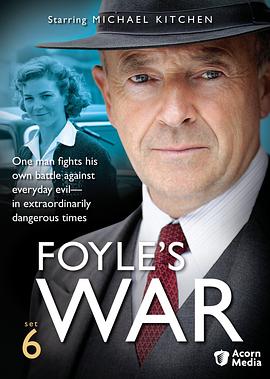 Starring MICHAEL KITCHEN
One man fights his
own battle against
everyday evil—
in extraordinarily
dangerous times
FOYLE'S
WAR
set
6
Acorn
Media